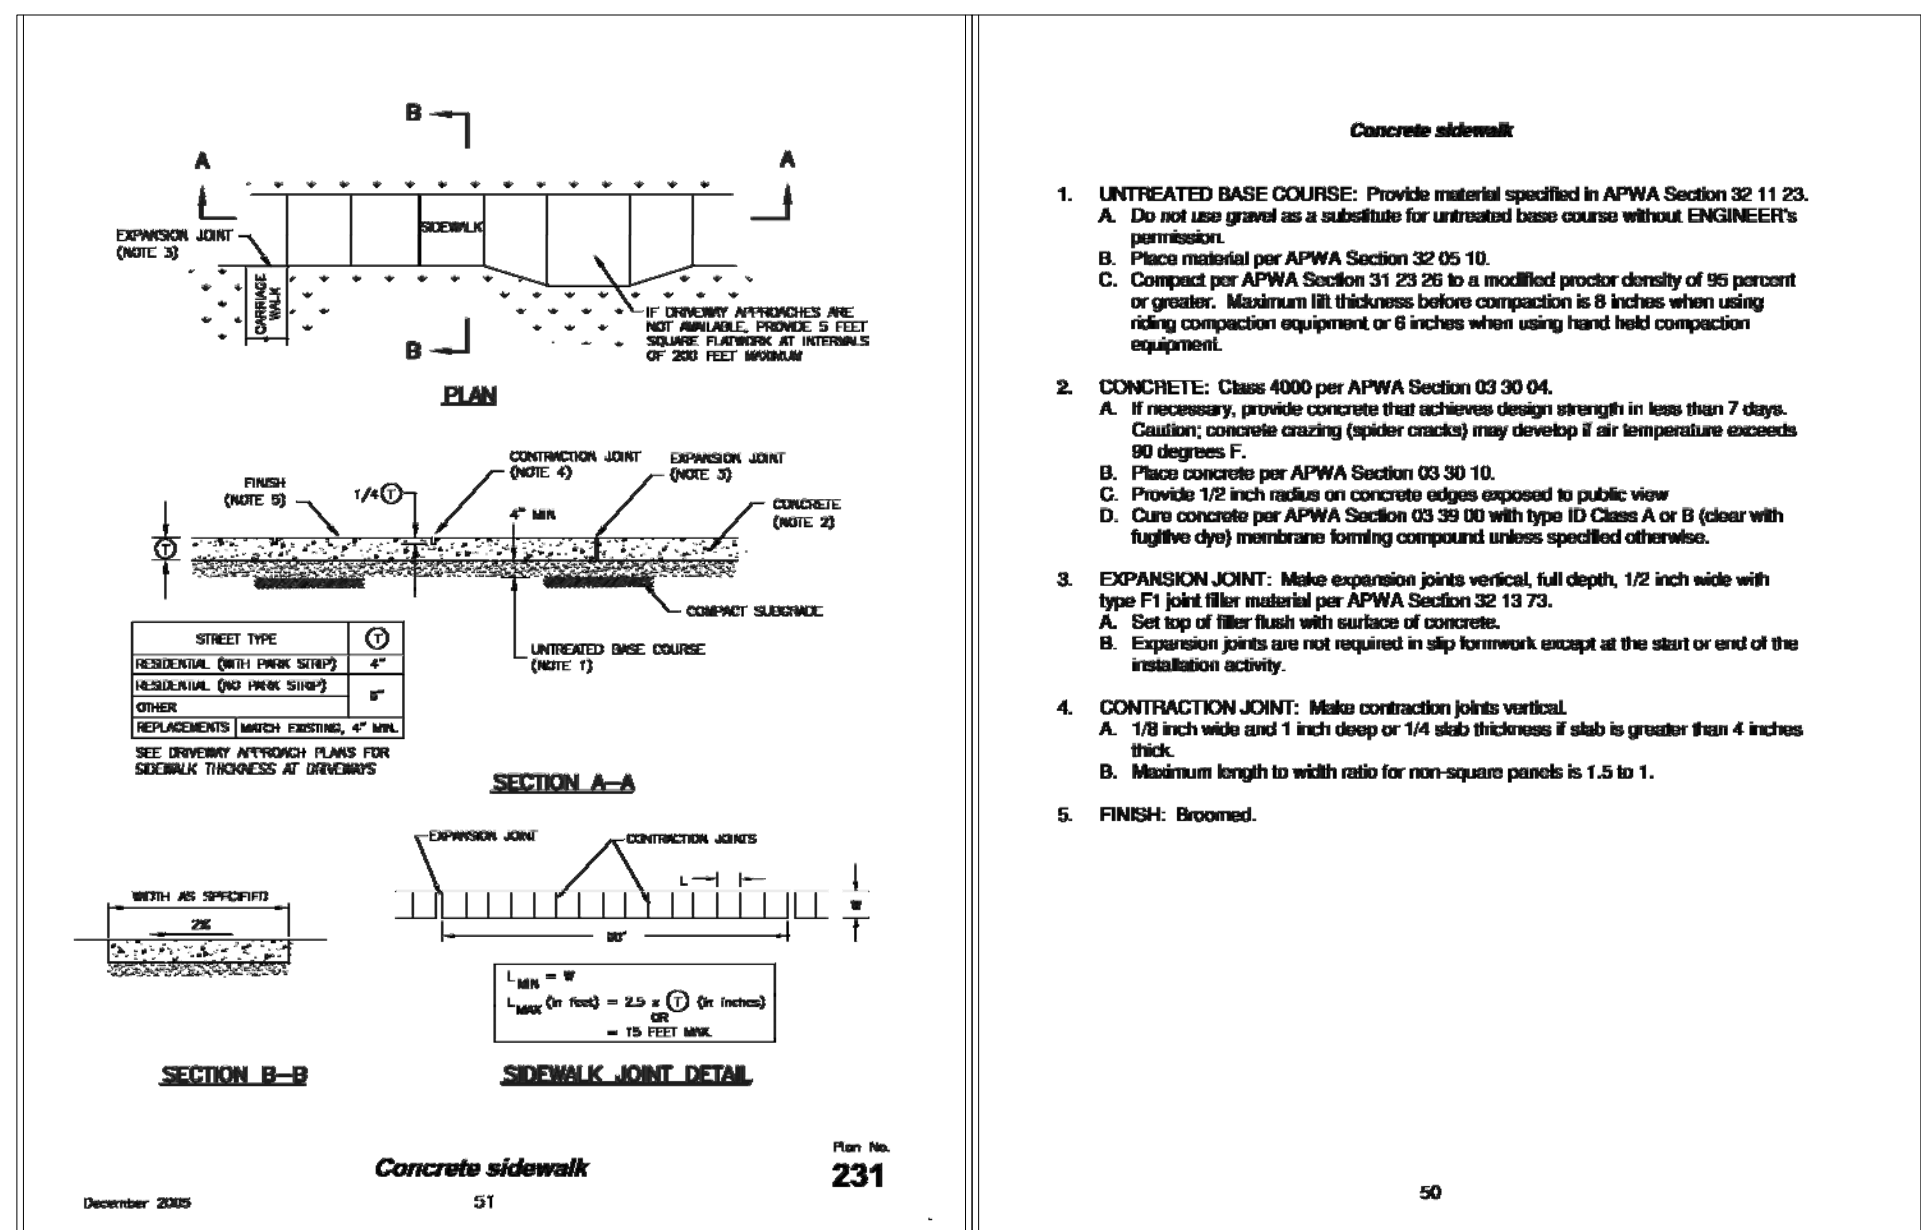 B
A
A
SIDEWALK
EXPANSION JOINT
(NOTE 3)
CARRIAGE
WALK
IF DRIVEWAY APPROACHES ARE
NOT AVAILABLE, PROVIDE 5 FEET
SQUARE FLATWORK AT INTERVALS
OF 200 FEET MAXIMUM
B
PLAN
CONTRACTION JOINT
(NOTE 4)
EXPANSION JOINT
(NOTE 3)
FINISH
(NOTE 5)
1/4 T
4" MIN
CONCRETE
(NOTE 2)
T
COMPACT SUBGRADE
UNTREATED BASE COURSE
(NOTE 1)
STREET TYPE T
RESIDENTIAL (WITH PARK STRIP) 4"
RESIDENTIAL (NO PARK STRIP)
OTHER
REPLACEMENTS MATCH EXISTING, 4" MIN.
SEE DRIVEWAY APPROACH PLANS FOR
SIDEWALK THICKNESS AT DRIVEWAYS
SECTION A-A
EXPANSION JOINT
CONTRACTION JOINTS
L
W
WIDTH AS SPECIFIED
2%
L MIN = W
L MAX (in feet) = 2.5 x T (in inches)
OR
= 15 FEET MAX.
SECTION B-B
SIDEWALK JOINT DETAIL
Concrete sidewalk
Plan No.
231
December 2005
51
Concrete sidewalk
1. UNTREATED BASE COURSE: Provide material specified in APWA Section 32 11 23.
A. Do not use gravel as a substitute for untreated base course without ENGINEER's
permission.
B. Place material per APWA Section 32 05 10.
C. Compact per APWA Section 31 23 26 to a modified proctor density of 95 percent
or greater. Maximum lift thickness before compaction is 8 inches when using
riding compaction equipment or 6 inches when using hand held compaction
equipment.
2. CONCRETE: Class 4000 per APWA Section 03 30 04.
A. If necessary, provide concrete that achieves design strength in less than 7 days.
Caution; concrete crazing (spider cracks) may develop if air temperature exceeds
90 degrees F.
B. Place concrete per APWA Section 03 30 10.
C. Provide 1/2 inch radius on concrete edges exposed to public view
D. Cure concrete per APWA Section 03 39 00 with type ID Class A or B (clear with
fugitive dye) membrane forming compound unless specified otherwise.
3. EXPANSION JOINT: Make expansion joints vertical, full depth, 1/2 inch wide with
type F1 joint filler material per APWA Section 32 13 73.
A. Set top of filler flush with surface of concrete.
B. Expansion joints are not required in slip formwork except at the start or end of the
installation activity.
4. CONTRACTION JOINT: Make contraction joints vertical.
A. 1/8 inch wide and 1 inch deep or 1/4 slab thickness if slab is greater than 4 inches
thick.
B. Maximum length to width ratio for non-square panels is 1.5 to 1.
5. FINISH: Broomed.
50